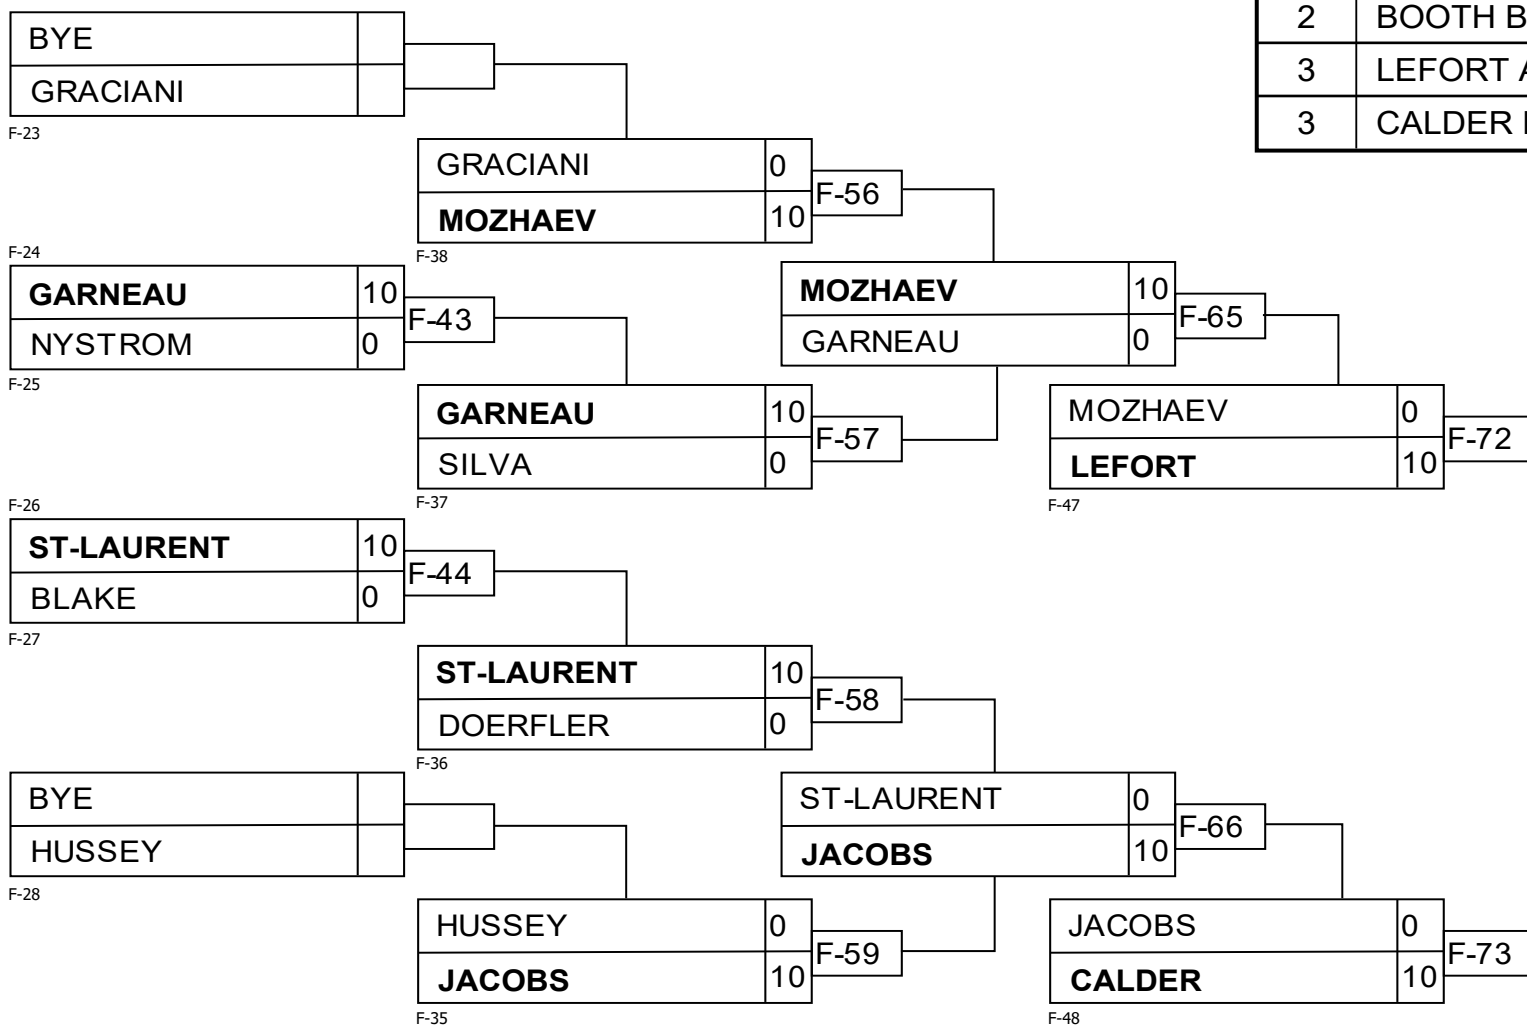 2 BOOTH B
3 LEFORT
3 CALDER
BYE
GRACIANI
F-23
GRACIANI 0
MOZHAEV 10
F-56
F-38
F-24
GARNEAU 10
NYSTROM 0
F-43
F-25
MOZHAEV 10
GARNEAU 0
F-65
GARNEAU 10
SILVA 0
F-57
F-37
MOZHAEV 0
LEFORT 10
F-72
F-47
F-26
ST-LAURENT 10
BLAKE 0
F-44
F-27
ST-LAURENT 10
DOERFLER 0
F-58
F-36
BYE
HUSSEY
F-28
ST-LAURENT 0
JACOBS 10
F-66
HUSSEY 0
JACOBS 10
F-59
F-35
JACOBS 0
CALDER 10
F-73
F-48